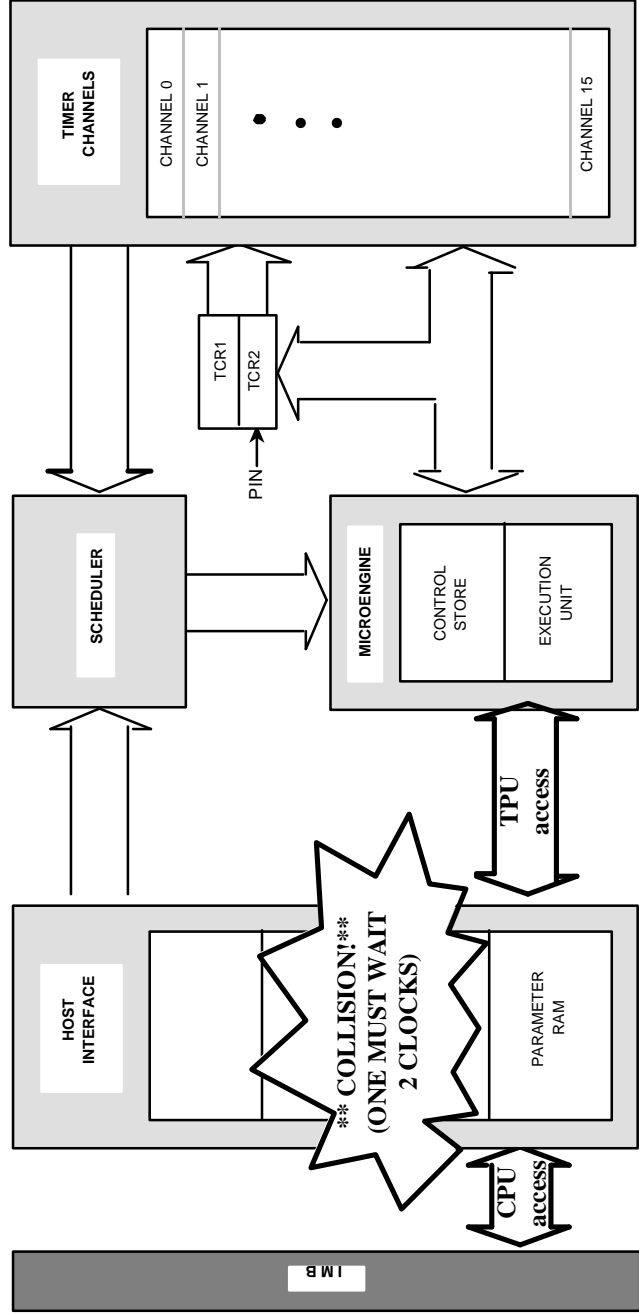 HOST
INTERFACE
** COLLISION!**
(ONE MUST WAIT
2 CLOCKS)
PARAMETER
RAM
IMB
CPU
access
TPU
access
SCHEDULER
MICROENGINE
CONTROL
STORE
EXECUTION
UNIT
PIN
TCR1
TCR2
TIMER
CHANNELS
CHANNEL 0
CHANNEL 1
CHANNEL 15